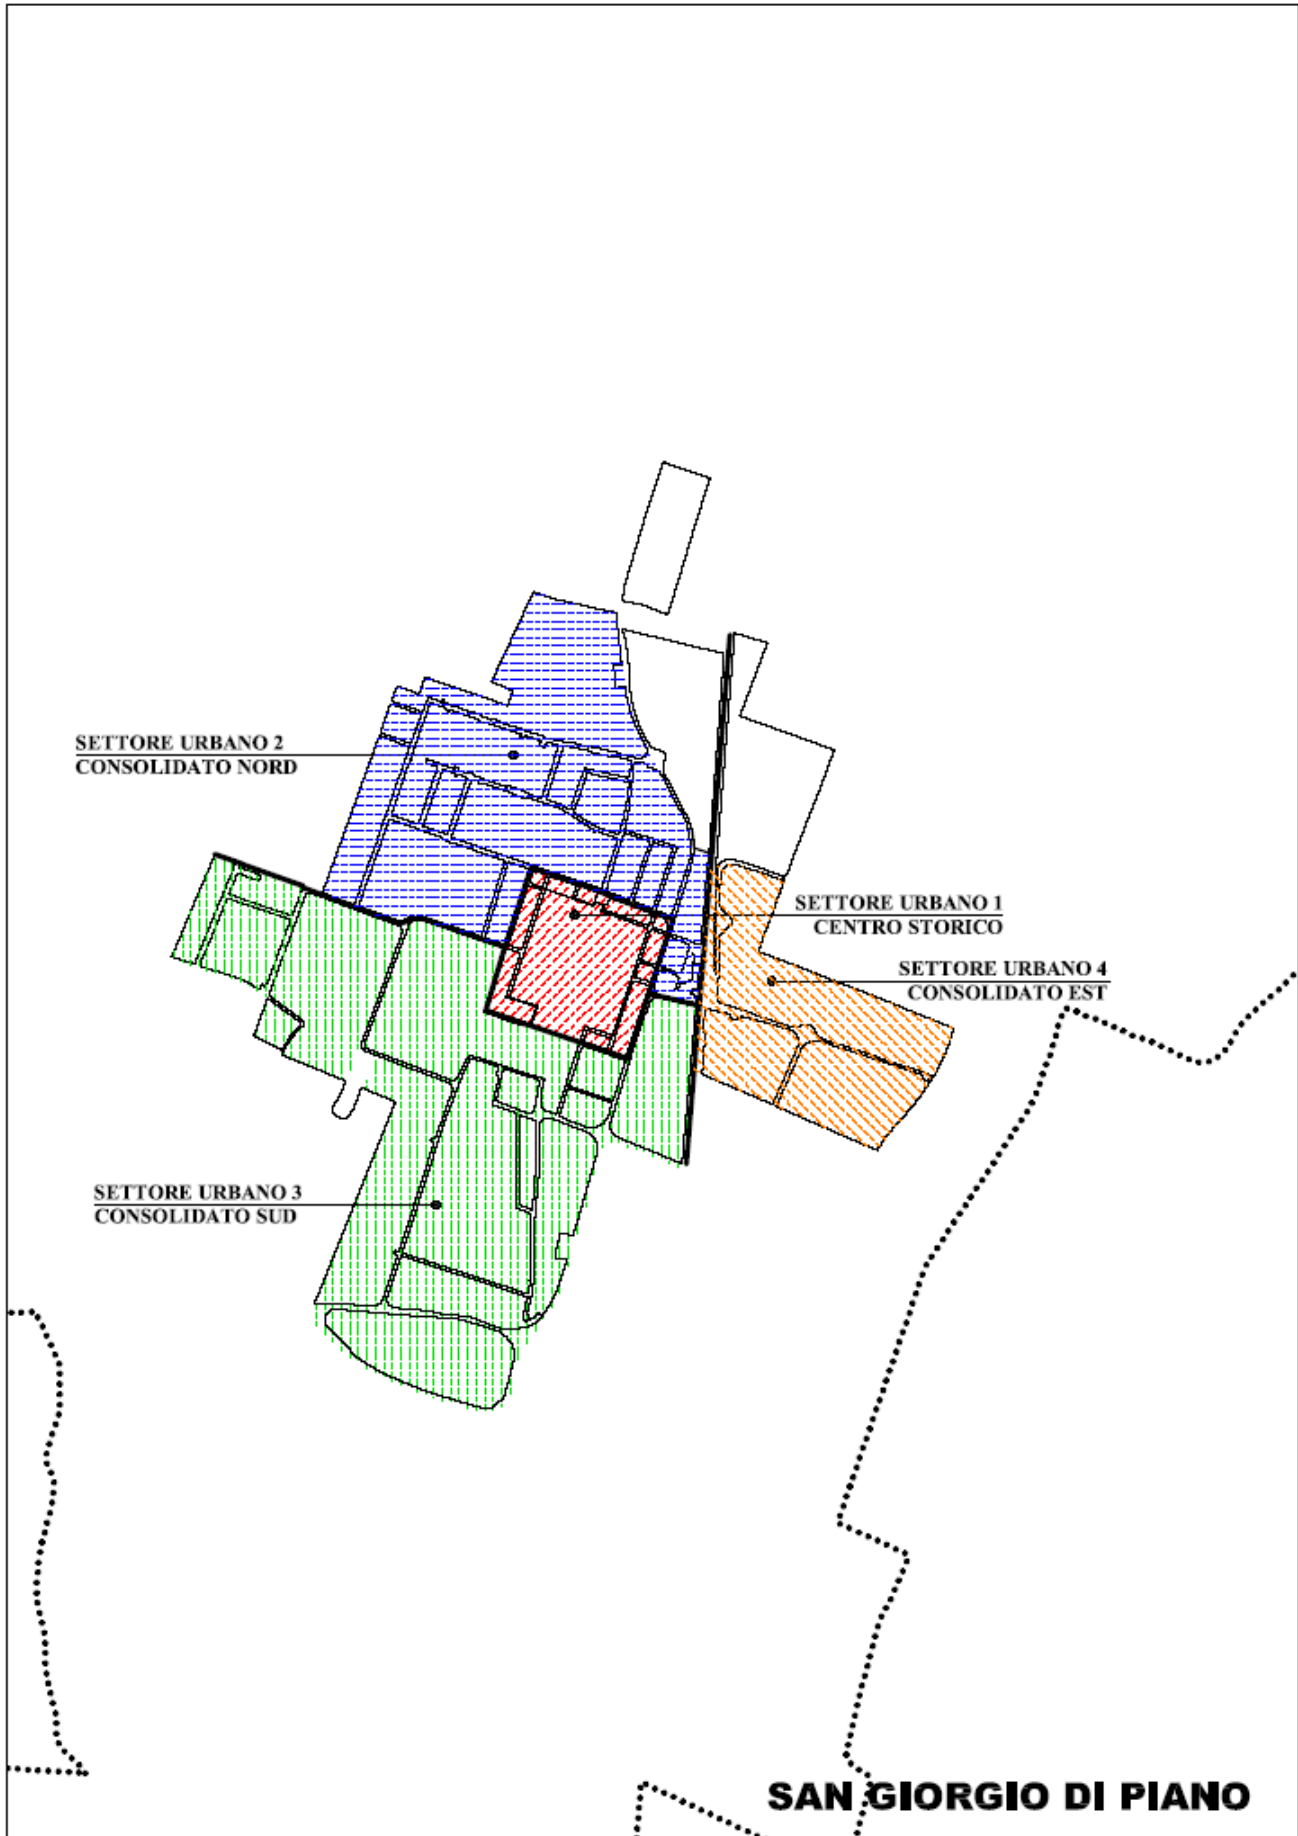 SETTORE URBANO 2
CONSOLIDATO NORD
SETTORE URBANO 1
CENTRO STORICO
SETTORE URBANO 4
CONSOLIDATO EST
SETTORE URBANO 3
CONSOLIDATO SUD
SAN GIORGIO DI PIANO